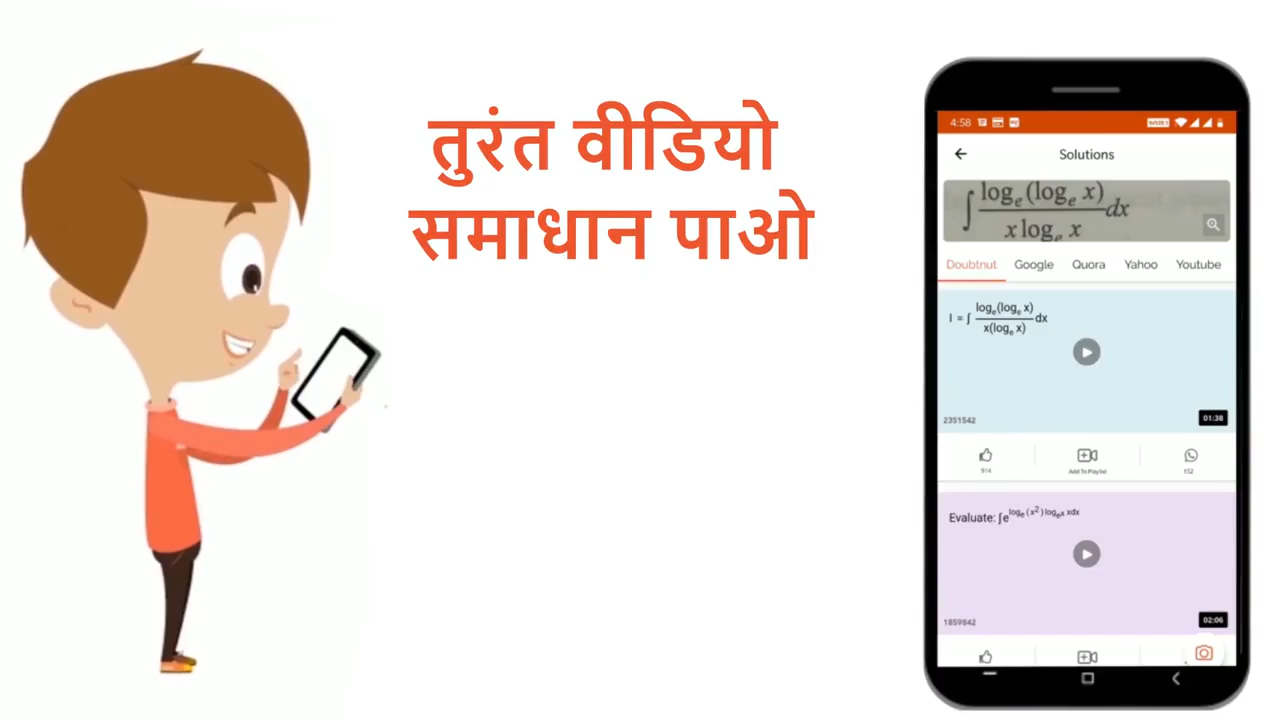 तुरंत वीडियो
समाधान पाओ
4:58
Solutions
∫ logₑ(logₑ x) / x logₑ x dx
Doubtnut Google Quora Yahoo Youtube
I = ∫ logₑ(logₑ x) / x(logₑ x) dx
2351542 01:38
914 Add To Playlist 152
Evaluate: ∫e^logₑ(x²) logₑx xdx
1859842 02:06